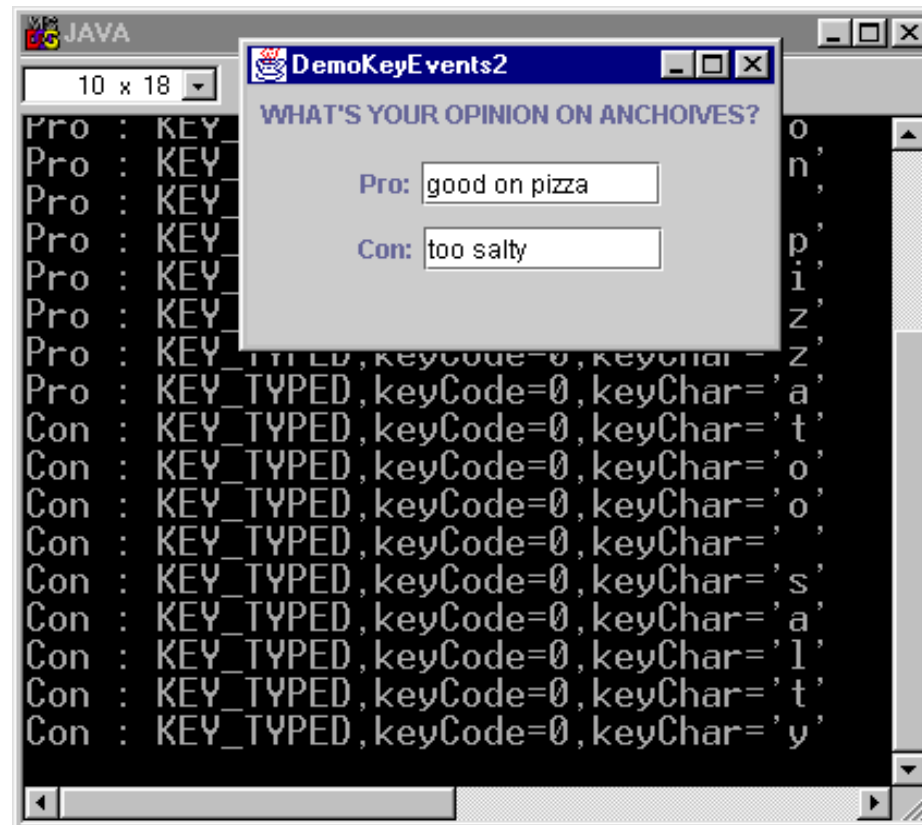 JAVA
10 x 18
DemoKeyEvents2
WHAT'S YOUR OPINION ON ANCHOIVES?
Pro: good on pizza
Con: too salty
Pro : KEY_ o
Pro : KEY_ n'
Pro : KEY_ '
Pro : KEY_ p'
Pro : KEY_ i'
Pro : KEY_ z'
Pro : KEY_TYPED,keyCode=0,keyChar='z'
Pro : KEY_TYPED,keyCode=0,keyChar='a'
Con : KEY_TYPED,keyCode=0,keyChar='t'
Con : KEY_TYPED,keyCode=0,keyChar='o'
Con : KEY_TYPED,keyCode=0,keyChar='o'
Con : KEY_TYPED,keyCode=0,keyChar=' '
Con : KEY_TYPED,keyCode=0,keyChar='s'
Con : KEY_TYPED,keyCode=0,keyChar='a'
Con : KEY_TYPED,keyCode=0,keyChar='l'
Con : KEY_TYPED,keyCode=0,keyChar='t'
Con : KEY_TYPED,keyCode=0,keyChar='y'